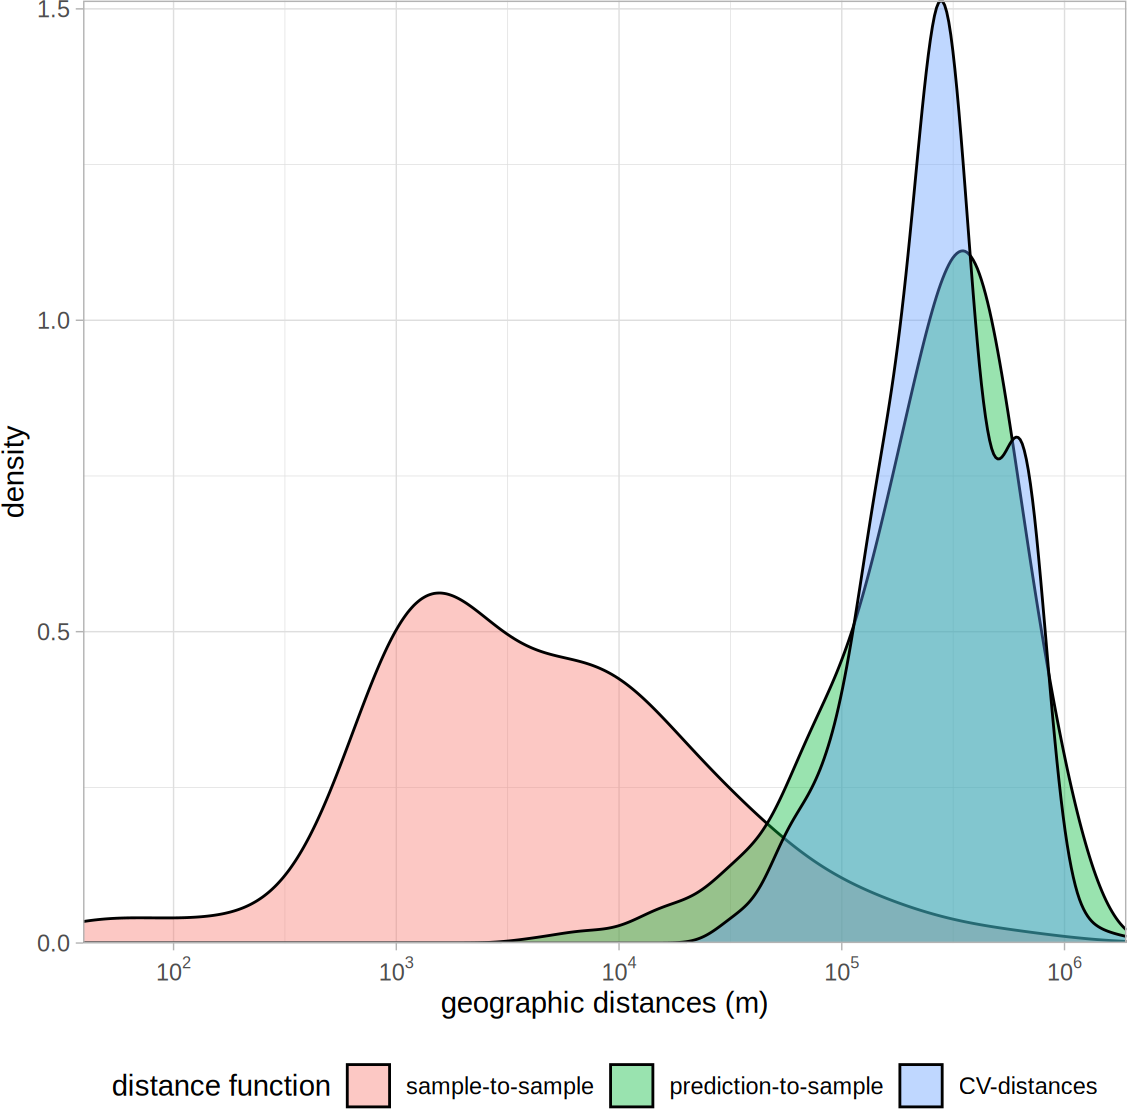 1.5
1.0
0.5
0.0
density
10² 10³ 10⁴ 10⁵ 10⁶
geographic distances (m)
distance function sample-to-sample prediction-to-sample CV-distances